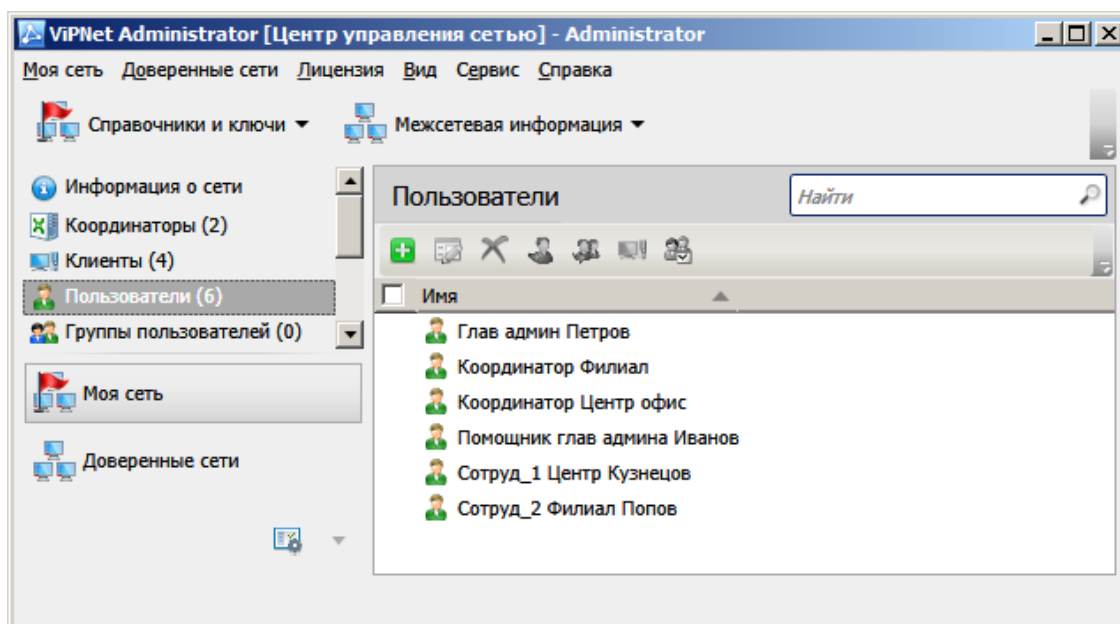 ViPNet Administrator [Центр управления сетью] - Administrator
Моя сеть Доверенные сети Лицензия Вид Сервис Справка
Справочники и ключи Межсетевая информация
Информация о сети
Координаторы (2)
Клиенты (4)
Пользователи (6)
Группы пользователей (0)
Моя сеть
Доверенные сети
Пользователи Найти
Имя
Глав админ Петров
Координатор Филиал
Координатор Центр офис
Помощник глав админа Иванов
Сотруд_1 Центр Кузнецов
Сотруд_2 Филиал Попов